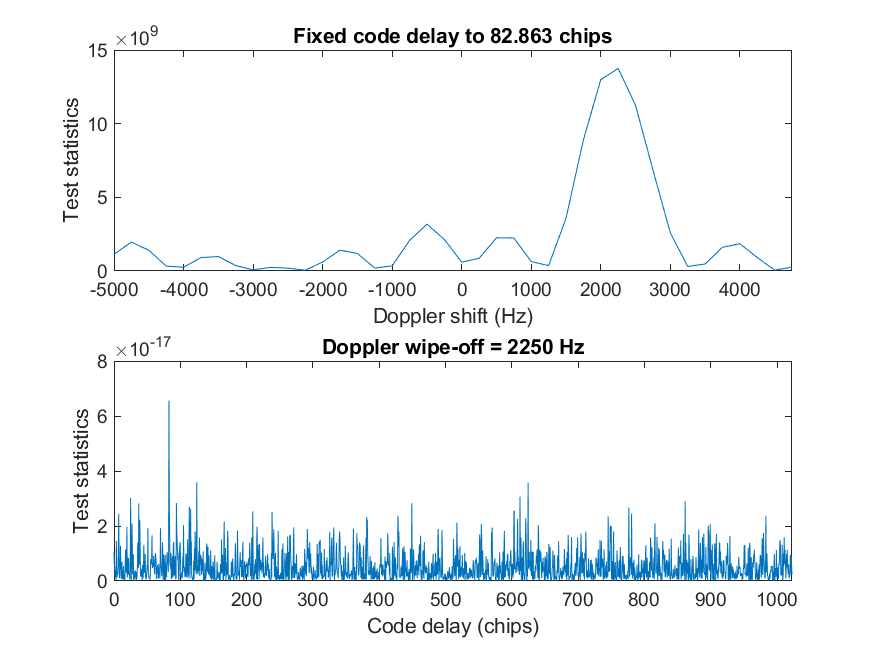 ×10^9
Fixed code delay to 82.863 chips
15
10
5
0
Test statistics
-5000 -4000 -3000 -2000 -1000 0 1000 2000 3000 4000
Doppler shift (Hz)
×10^-17
Doppler wipe-off = 2250 Hz
8
6
4
2
0
Test statistics
0 100 200 300 400 500 600 700 800 900 1000
Code delay (chips)